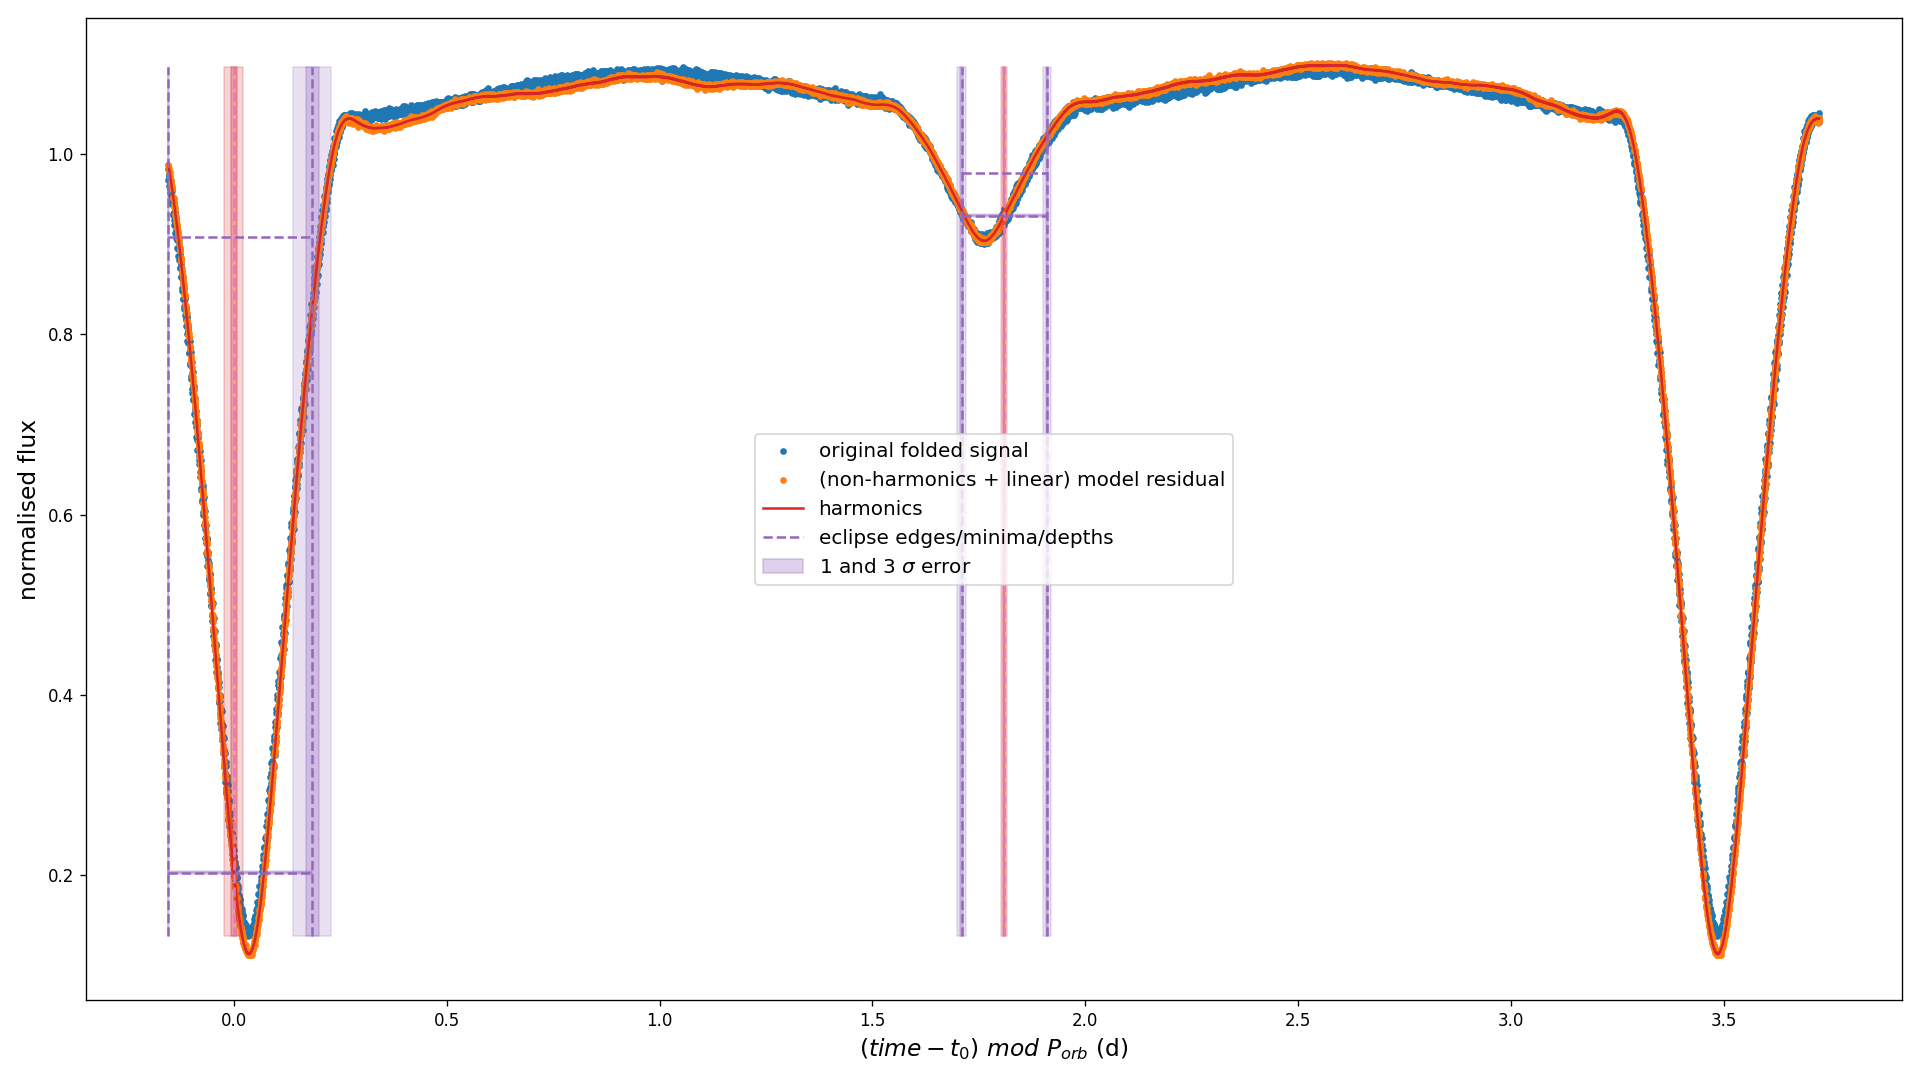 normalised flux
1.0
0.8
0.6
0.4
0.2
original folded signal
(non-harmonics + linear) model residual
harmonics
eclipse edges/minima/depths
1 and 3 σ error
0.0 0.5 1.0 1.5 2.0 2.5 3.0 3.5
(time − t₀) mod Pₒᵣb (d)